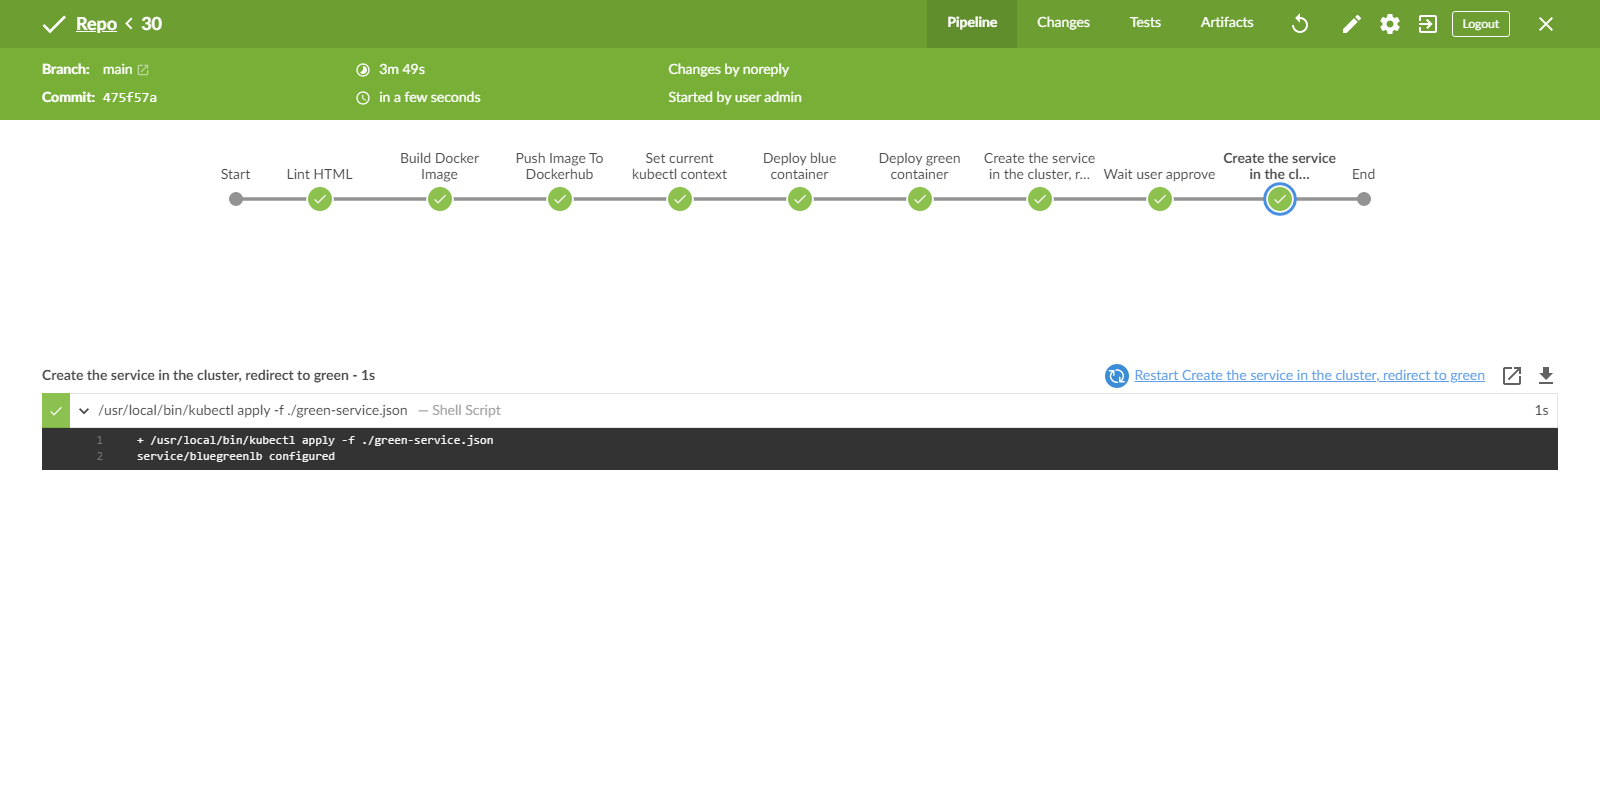 Repo < 30
Pipeline
Changes
Tests
Artifacts
Logout
Branch: main
3m 49s
Changes by noreply
Commit: 475f57a
in a few seconds
Started by user admin
Start
Lint HTML
Build Docker
Image
Push Image To
Dockerhub
Set current
kubectl context
Deploy blue
container
Deploy green
container
Create the service
in the cluster, r...
Wait user approve
Create the service
in the cl...
End
Create the service in the cluster, redirect to green - 1s
Restart Create the service in the cluster, redirect to green
/usr/local/bin/kubectl apply -f ./green-service.json — Shell Script
1s
1 + /usr/local/bin/kubectl apply -f ./green-service.json
2 service/bluegreenlb configured